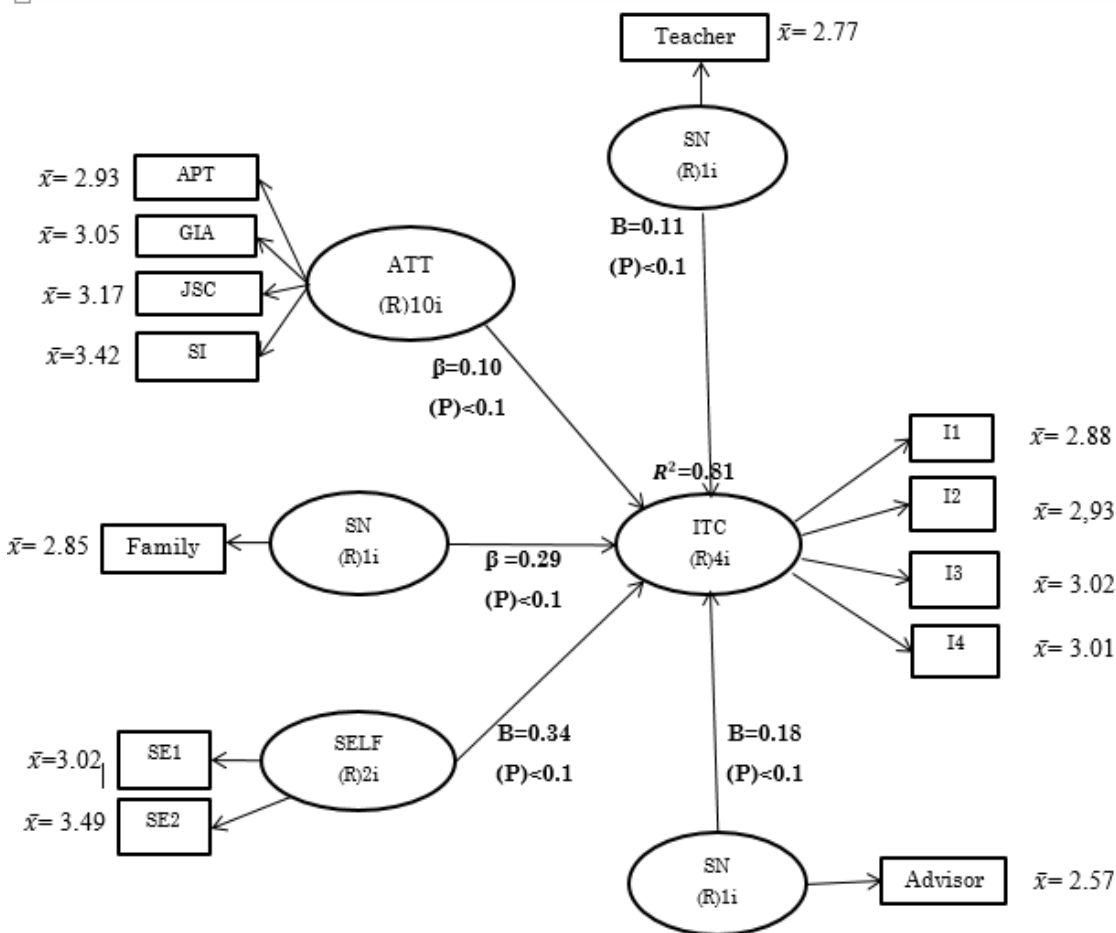 Teacher
x̄= 2.77
SN
(R)1i
B=0.11
(P)<0.1
x̄= 2.93
APT
x̄= 3.05
GIA
x̄= 3.17
JSC
x̄=3.42
SI
ATT
(R)10i
β=0.10
(P)<0.1
x̄= 2.85
Family
SN
(R)1i
β =0.29
(P)<0.1
R²=0.81
ITC
(R)4i
I1
x̄= 2.88
I2
x̄= 2,93
I3
x̄= 3.02
I4
x̄= 3.01
x̄=3.02
SE1
x̄= 3.49
SE2
SELF
(R)2i
B=0.34
(P)<0.1
B=0.18
(P)<0.1
SN
(R)1i
Advisor
x̄= 2.57